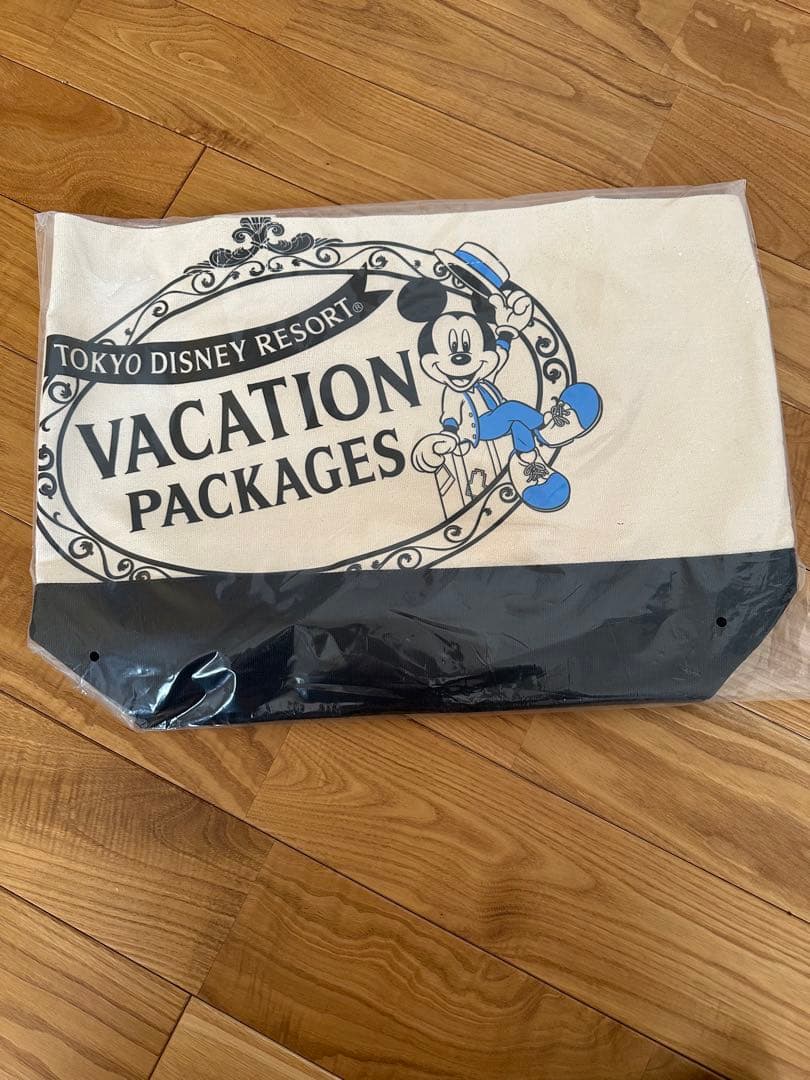 TOKYO DISNEY RESORT®
VACATION
PACKAGES